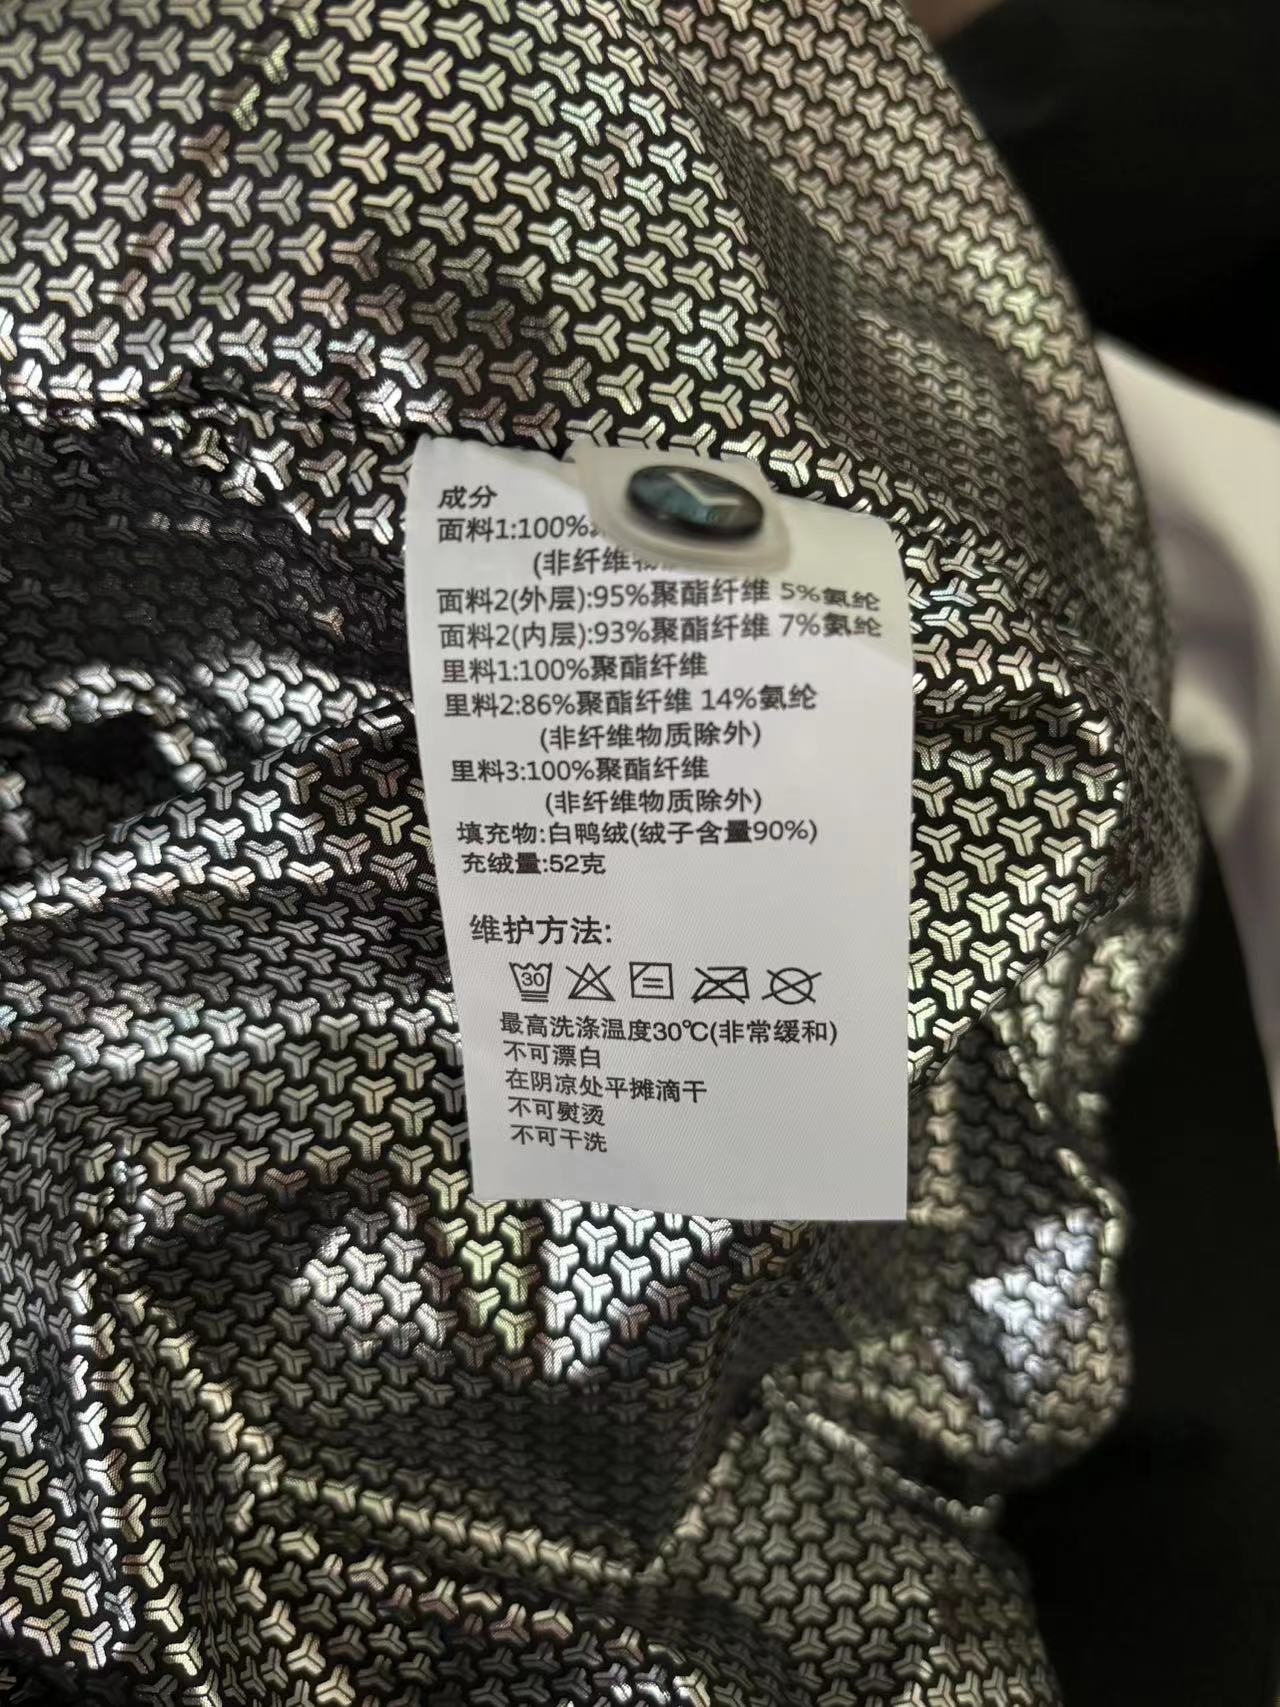 成分
面料1:100%
(非纤维物
面料2(外层):95%聚酯纤维 5%氨纶
面料2(内层):93%聚酯纤维 7%氨纶
里料1:100%聚酯纤维
里料2:86%聚酯纤维 14%氨纶
(非纤维物质除外)
里料3:100%聚酯纤维
(非纤维物质除外)
填充物:白鸭绒(绒子含量90%)
充绒量:52克
维护方法:
30
最高洗涤温度30℃(非常缓和)
不可漂白
在阴凉处平摊滴干
不可熨烫
不可干洗